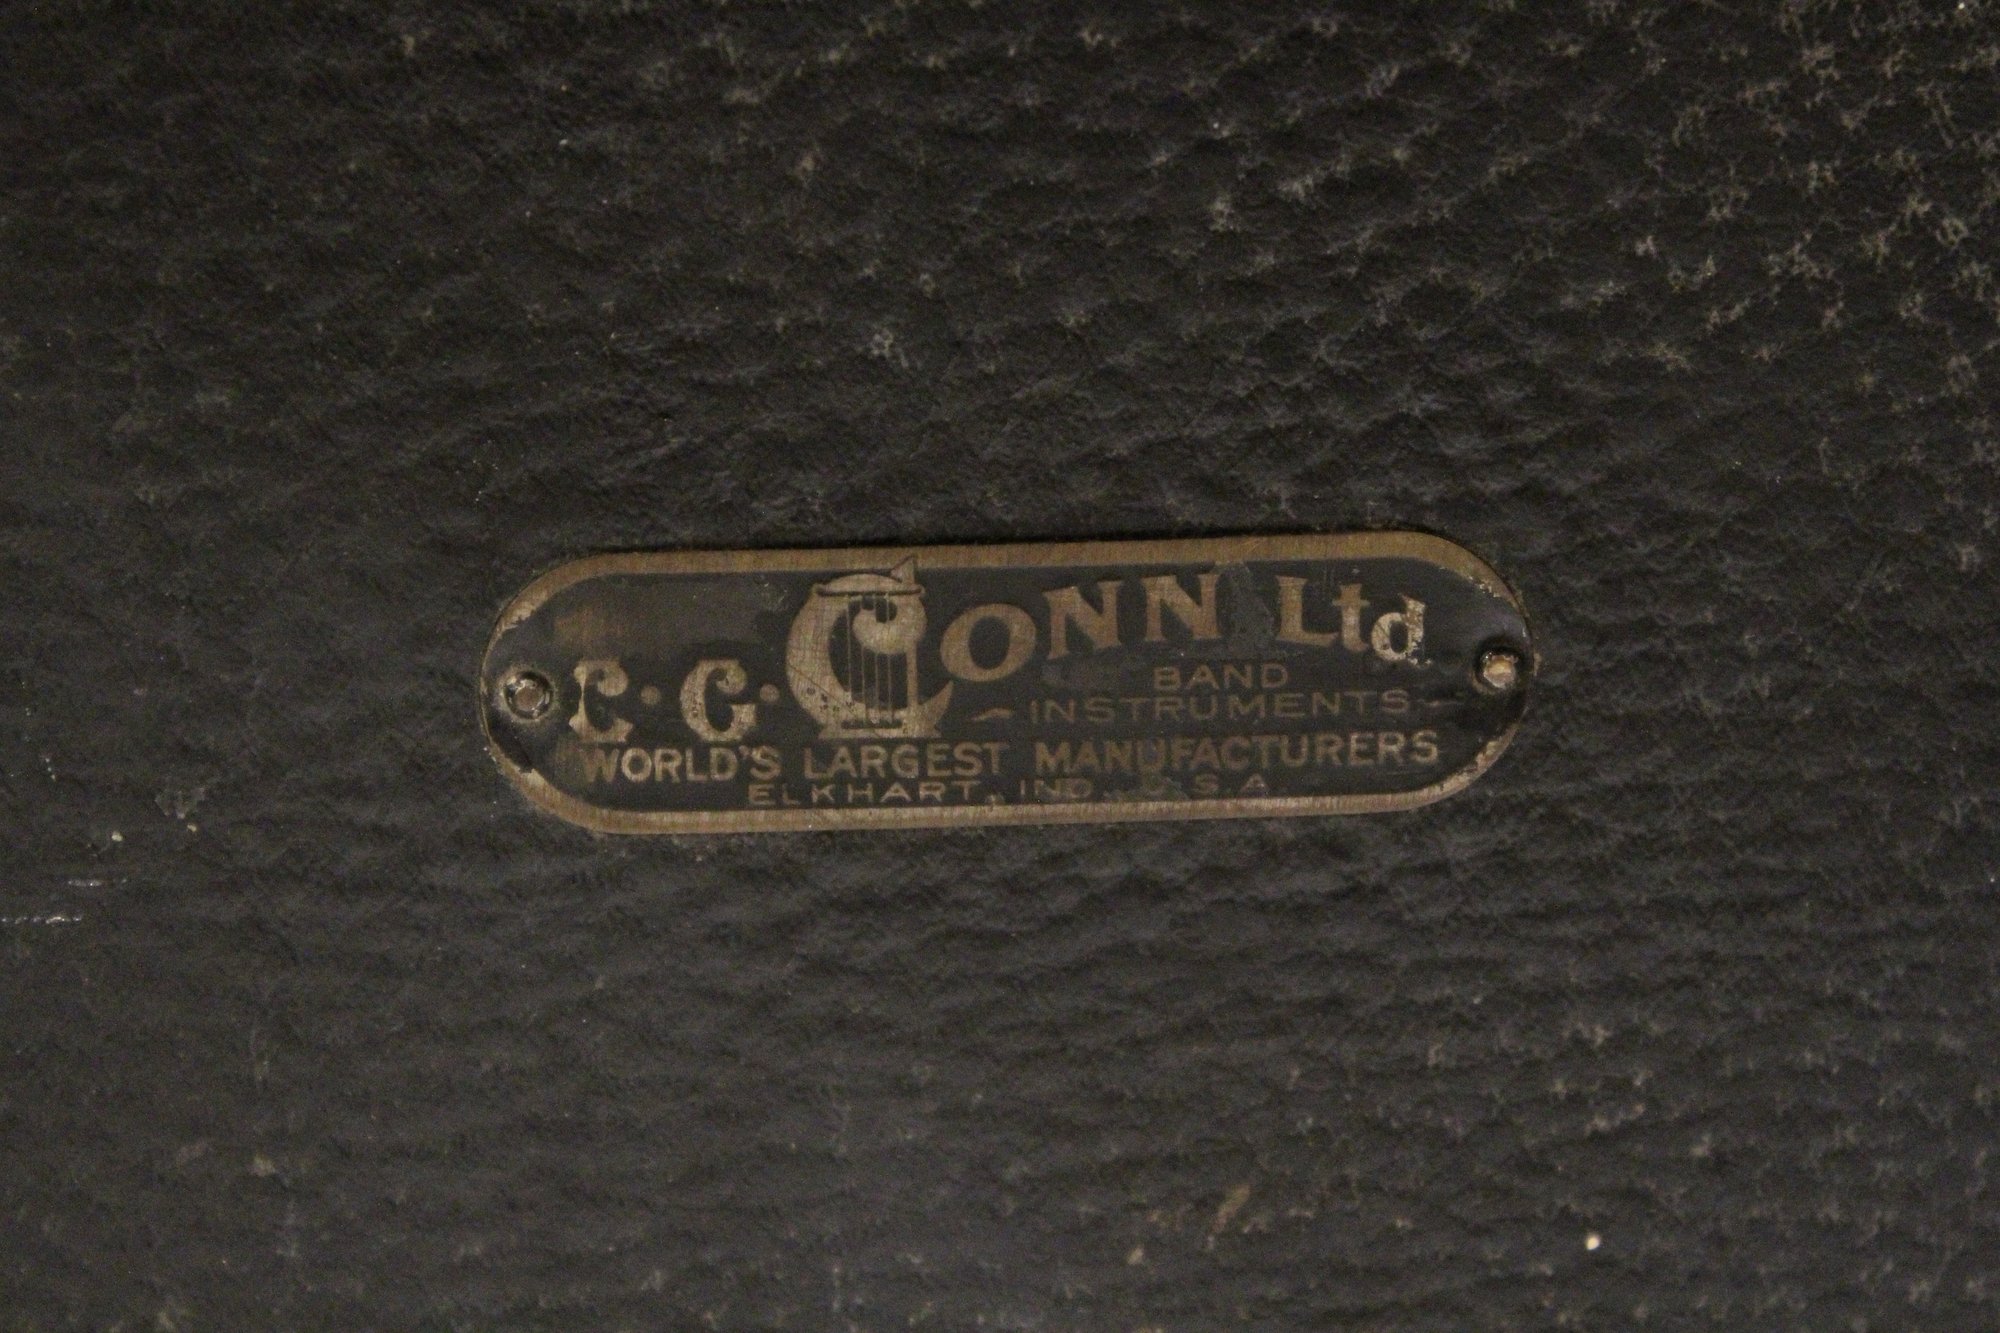 C·G·CONN Ltd
BAND
INSTRUMENTS
WORLD'S LARGEST MANUFACTURERS
ELKHART, IND., U.S.A.